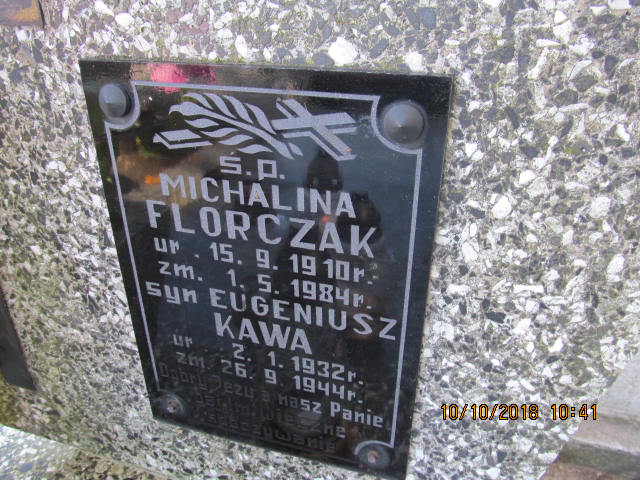 ś.p.
MICHALINA
FLORCZAK
ur. 15. 9. 1910r.
zm. 1. 5. 1984r.
syn EUGENIUSZ
KAWA
ur 2. 1. 1932r.
zm. 26. 9. 1944r.
Dobry Jezu a nasz Panie
10/10/2018 10:41